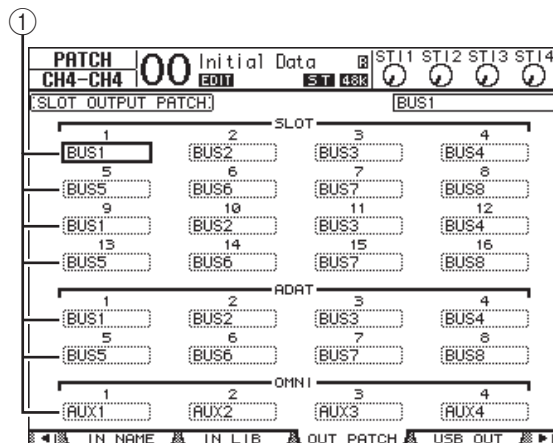 1
PATCH 00 Initial Data R ST11 ST12 ST13 ST14
CH4-CH4 EDIT ST 48k
SLOT OUTPUT PATCH BUS1
SLOT
1 2 3 4
BUS1 BUS2 BUS3 BUS4
5 6 7 8
BUS5 BUS6 BUS7 BUS8
9 10 11 12
BUS1 BUS2 BUS3 BUS4
13 14 15 16
BUS5 BUS6 BUS7 BUS8
ADAT
1 2 3 4
BUS1 BUS2 BUS3 BUS4
5 6 7 8
BUS5 BUS6 BUS7 BUS8
OMNI
1 2 3 4
AUX1 AUX2 AUX3 AUX4
IN NAME IN LIB OUT PATCH USB OUT